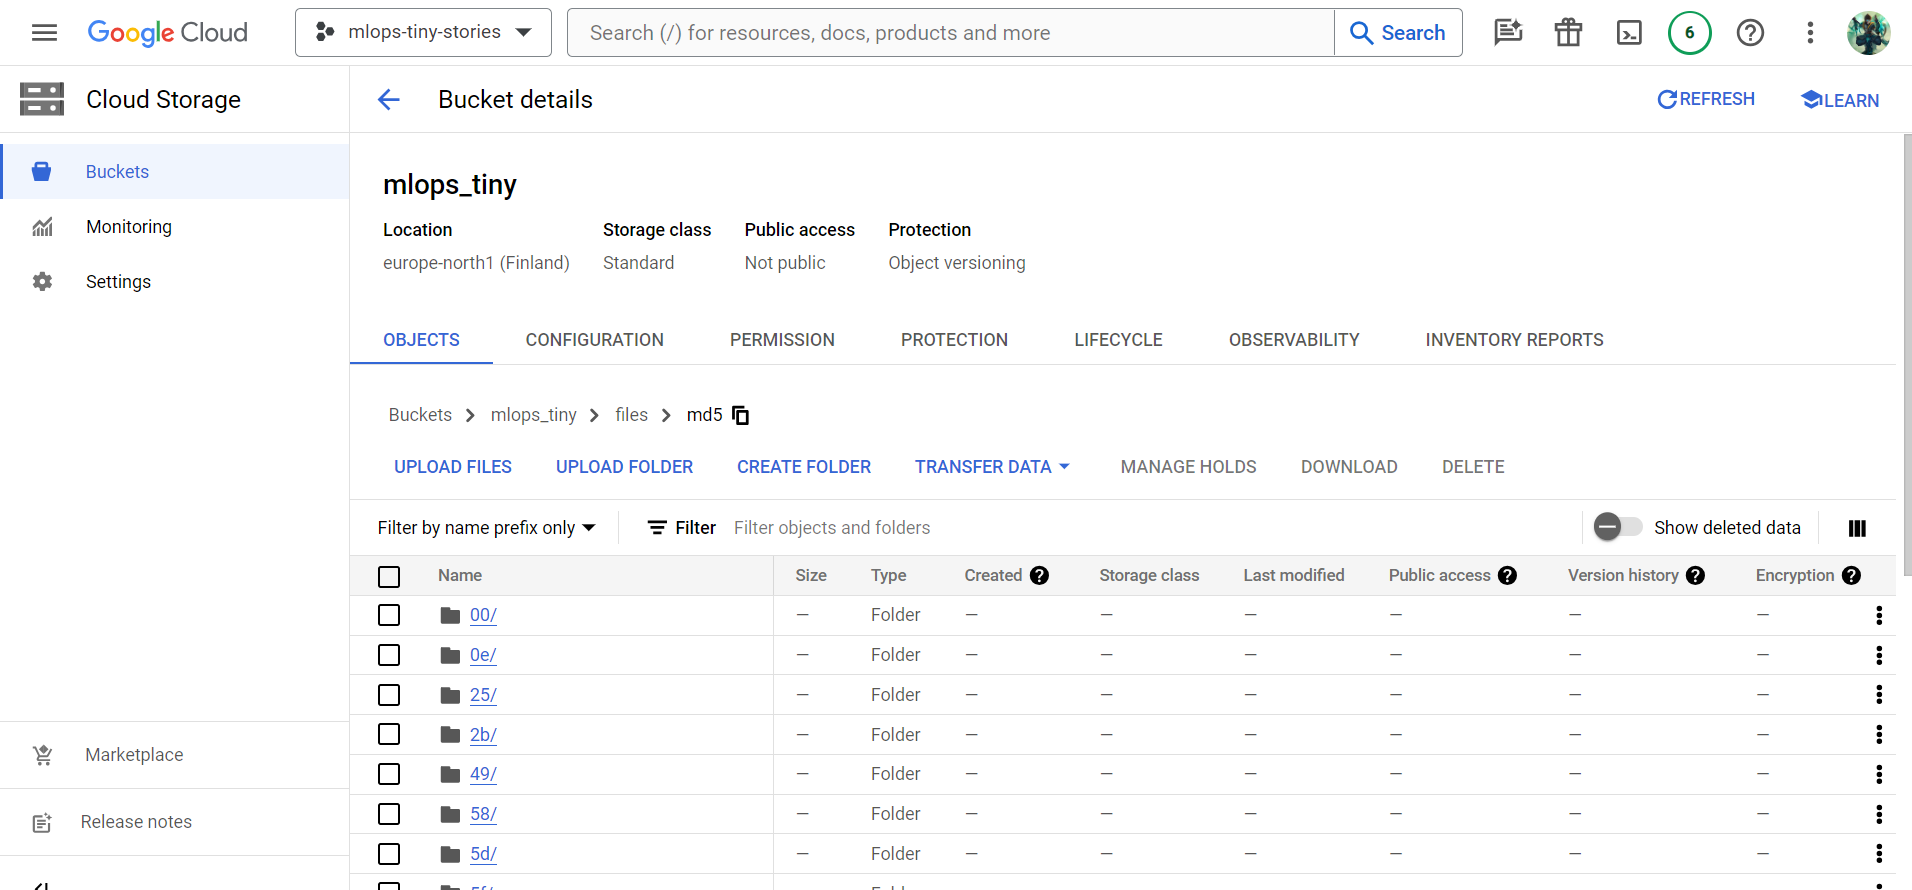 Google Cloud
mlops-tiny-stories
Search (/) for resources, docs, products and more
Search
6
Cloud Storage
Bucket details
REFRESH
LEARN
Buckets
Monitoring
Settings
Marketplace
Release notes
mlops_tiny
Location Storage class Public access Protection
europe-north1 (Finland) Standard Not public Object versioning
OBJECTS CONFIGURATION PERMISSION PROTECTION LIFECYCLE OBSERVABILITY INVENTORY REPORTS
Buckets mlops_tiny files md5
UPLOAD FILES UPLOAD FOLDER CREATE FOLDER TRANSFER DATA MANAGE HOLDS DOWNLOAD DELETE
Filter by name prefix only Filter Filter objects and folders Show deleted data
Name Size Type Created Storage class Last modified Public access Version history Encryption
00/ — Folder — — — — — —
0e/ — Folder — — — — — —
25/ — Folder — — — — — —
2b/ — Folder — — — — — —
49/ — Folder — — — — — —
58/ — Folder — — — — — —
5d/ — Folder — — — — — —